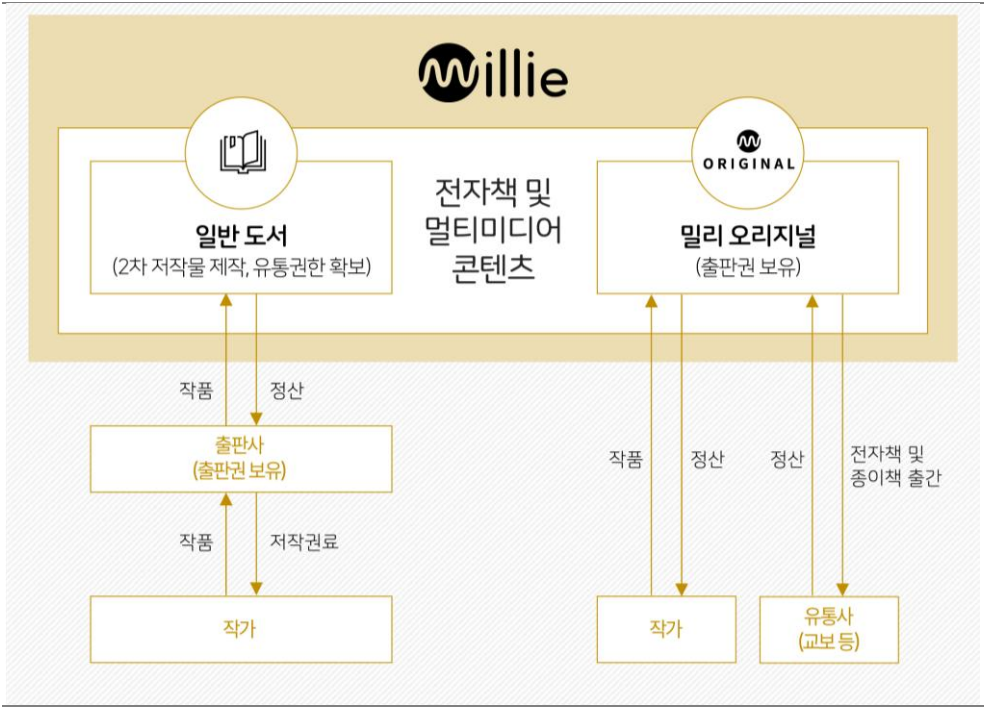 Millie
ORIGINAL
일반 도서
(2차 저작물 제작, 유통권한 확보)
전자책 및
멀티미디어
콘텐츠
밀리 오리지널
(출판권 보유)
작품
정산
출판사
(출판권 보유)
작품
저작권료
작가
작품
정산
정산
전자책 및
종이책 출간
작가
유통사
(교보 등)